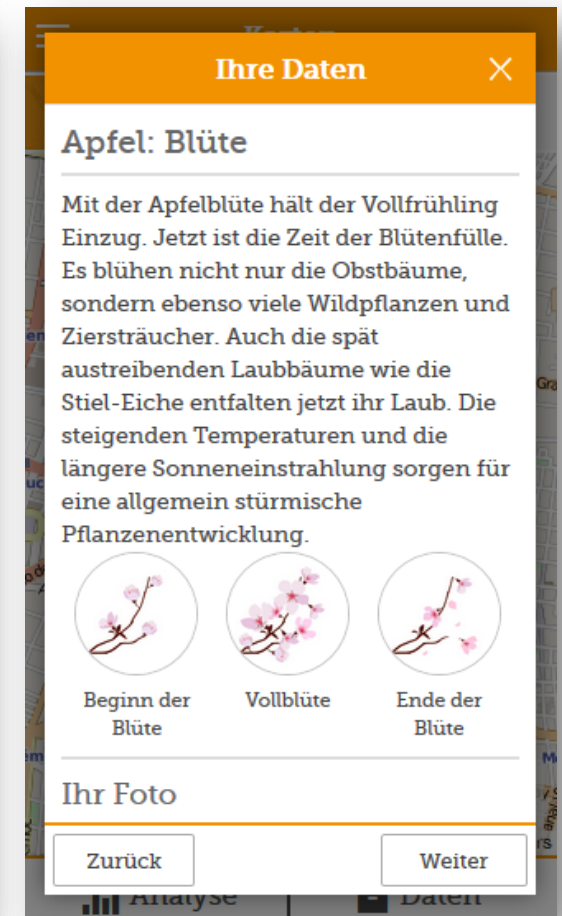 Karten
Ihre Daten
Apfel: Blüte
Mit der Apfelblüte hält der Vollfrühling
Einzug. Jetzt ist die Zeit der Blütenfülle.
Es blühen nicht nur die Obstbäume,
sondern ebenso viele Wildpflanzen und
Ziersträucher. Auch die spät
austreibenden Laubbäume wie die
Stiel-Eiche entfalten jetzt ihr Laub. Die
steigenden Temperaturen und die
längere Sonneneinstrahlung sorgen für
eine allgemein stürmische
Pflanzenentwicklung.
Beginn der
Blüte
Vollblüte
Ende der
Blüte
Ihr Foto
Zurück
Weiter
Analyse
Daten